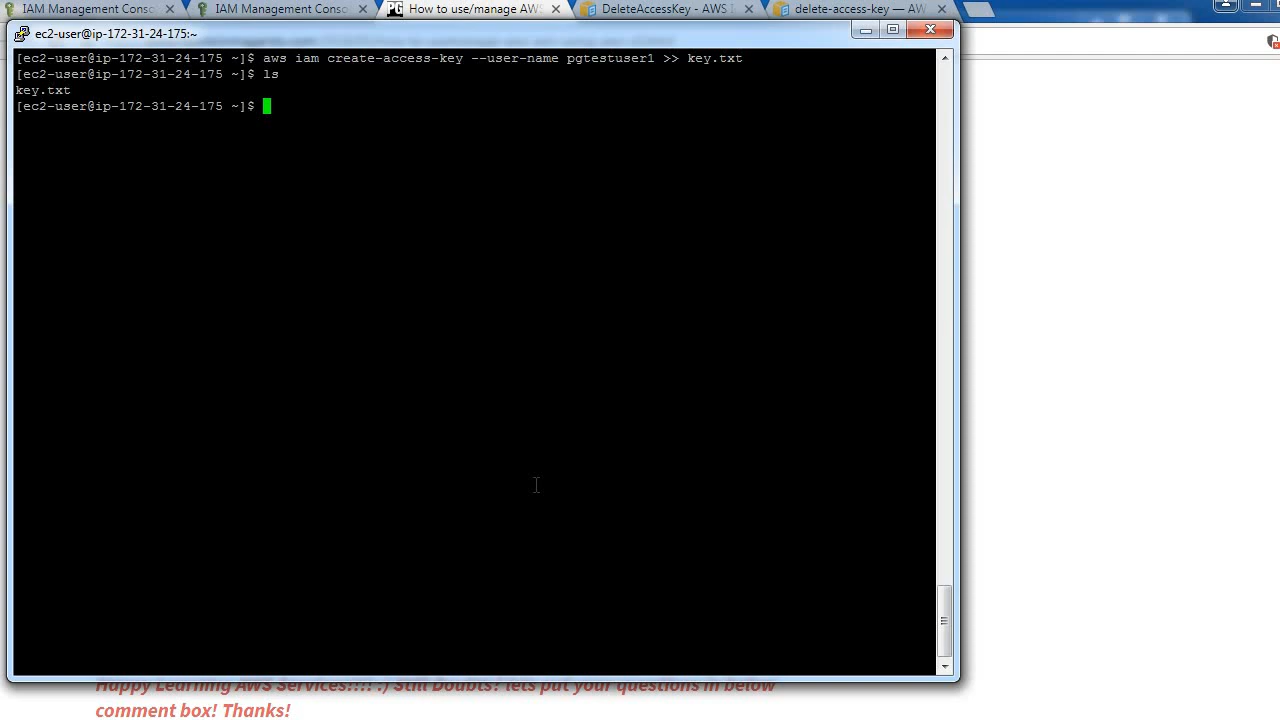 IAM Management Conso
IAM Management Conso
How to use/manage AWS
DeleteAccessKey - AWS I
delete-access-key — AW
ec2-user@ip-172-31-24-175:~
[ec2-user@ip-172-31-24-175 ~]$ aws iam create-access-key --user-name pgtestuser1 >> key.txt
[ec2-user@ip-172-31-24-175 ~]$ ls
key.txt
[ec2-user@ip-172-31-24-175 ~]$
Happy Learning AWS Services!!!! :) Still Doubts? lets put your questions in below
comment box! Thanks!